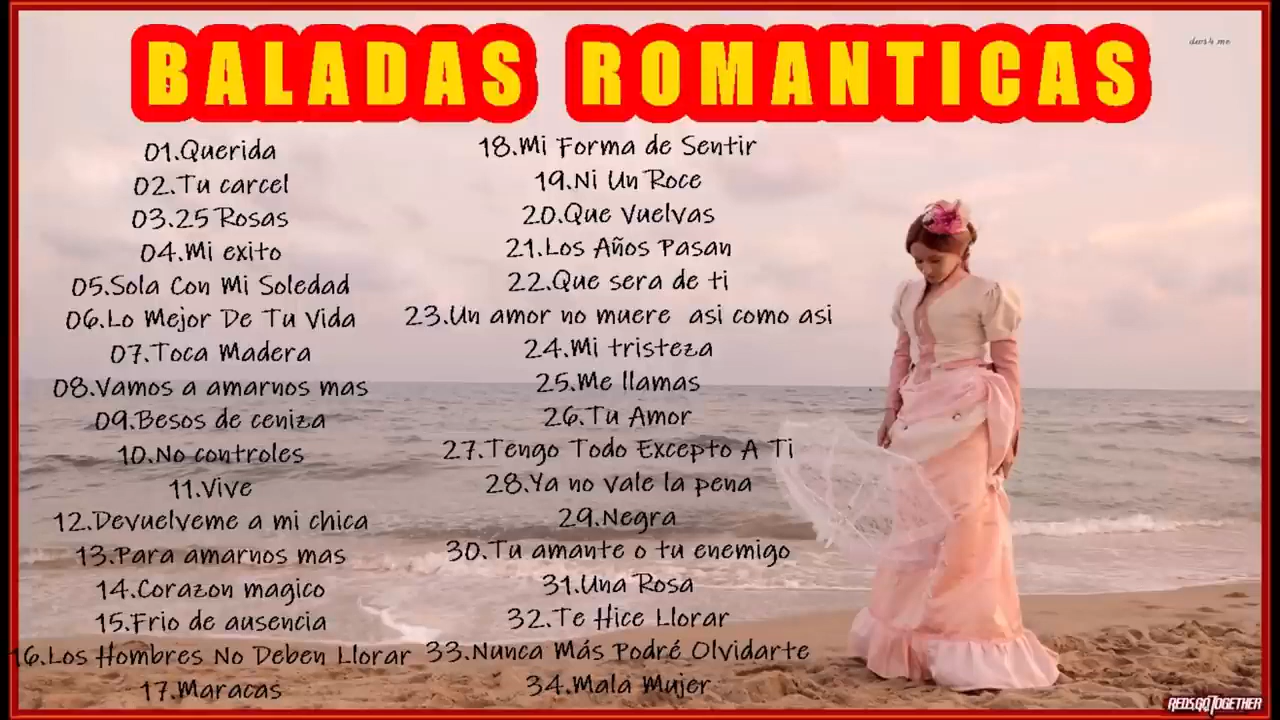 BALADAS ROMANTICAS
01.Querida
02.Tu carcel
03.25 Rosas
04.Mi exito
05.Sola Con Mi Soledad
06.Lo Mejor De Tu Vida
07.Toca Madera
08.Vamos a amarnos mas
09.Besos de ceniza
10.No controles
11.Vive
12.Devuelveme a mi chica
13.Para amarnos mas
14.Corazon magico
15.Frio de ausencia
16.Los Hombres No Deben Llorar
17.Maracas
18.Mi Forma de Sentir
19.Ni Un Roce
20.Que Vuelvas
21.Los Años Pasan
22.Que sera de ti
23.Un amor no muere asi como asi
24.Mi tristeza
25.Me llamas
26.Tu Amor
27.Tengo Todo Excepto A Ti
28.Ya no vale la pena
29.Negra
30.Tu amante o tu enemigo
31.Una Rosa
32.Te Hice Llorar
33.Nunca Más Podré Olvidarte
34.Mala Mujer
REDSGOTOGETHER